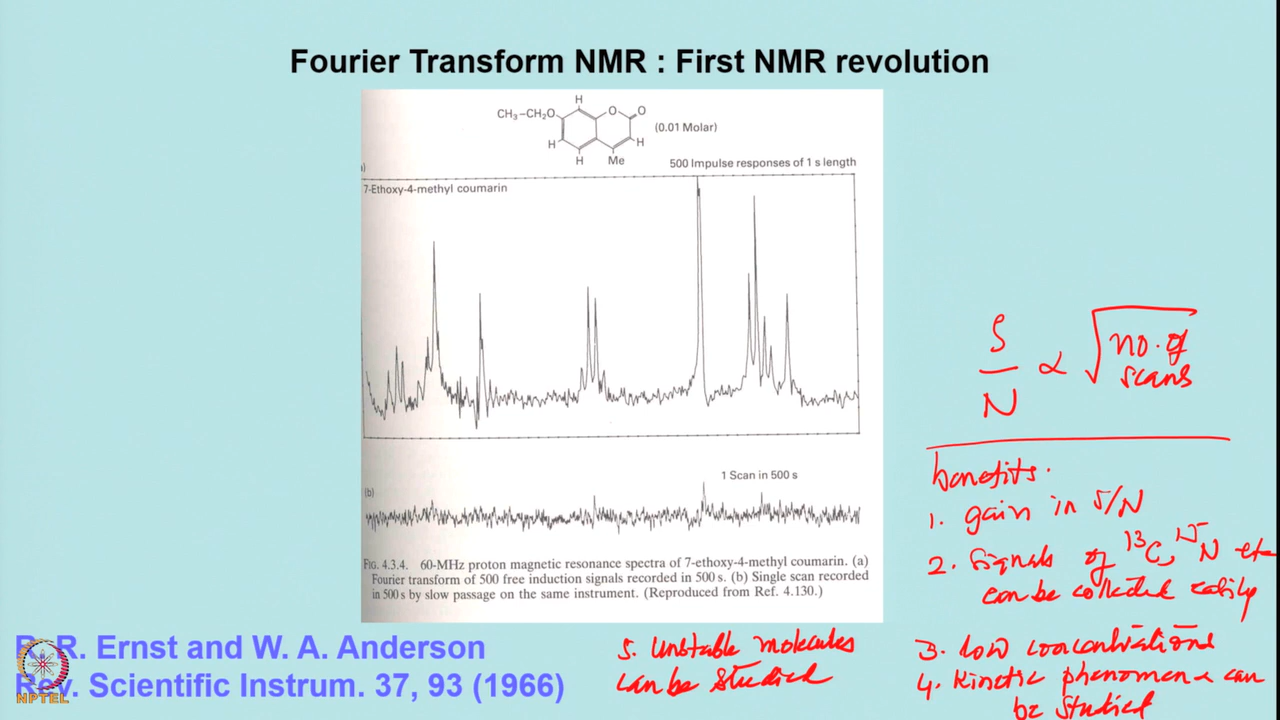 Fourier Transform NMR : First NMR revolution
CH3-CH2O
H
O
O
(0.01 Molar)
H
H
H
Me
500 Impulse responses of 1 s length
)
7-Ethoxy-4-methyl coumarin
1 Scan in 500 s
(b)
FIG. 4.3.4. 60-MHz proton magnetic resonance spectra of 7-ethoxy-4-methyl coumarin. (a)
Fourier transform of 500 free induction signals recorded in 500 s. (b) Single scan recorded
in 500 s by slow passage on the same instrument. (Reproduced from Ref. 4.130.)
R. R. Ernst and W. A. Anderson
Rev. Scientific Instrum. 37, 93 (1966)
NPTEL
S/N ∝ √no. of
scans
benefits.
1. gain in S/N
2. Signals of 13C, 15N etc
can be collected easily
3. low concentrations
4. Kinetic phenomena can
be studied
5. Unstable molecules
can be studied